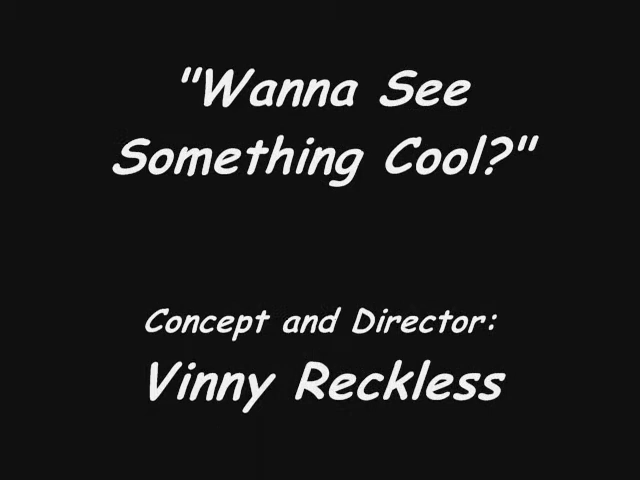 "Wanna See
Something Cool?"
Concept and Director:
Vinny Reckless